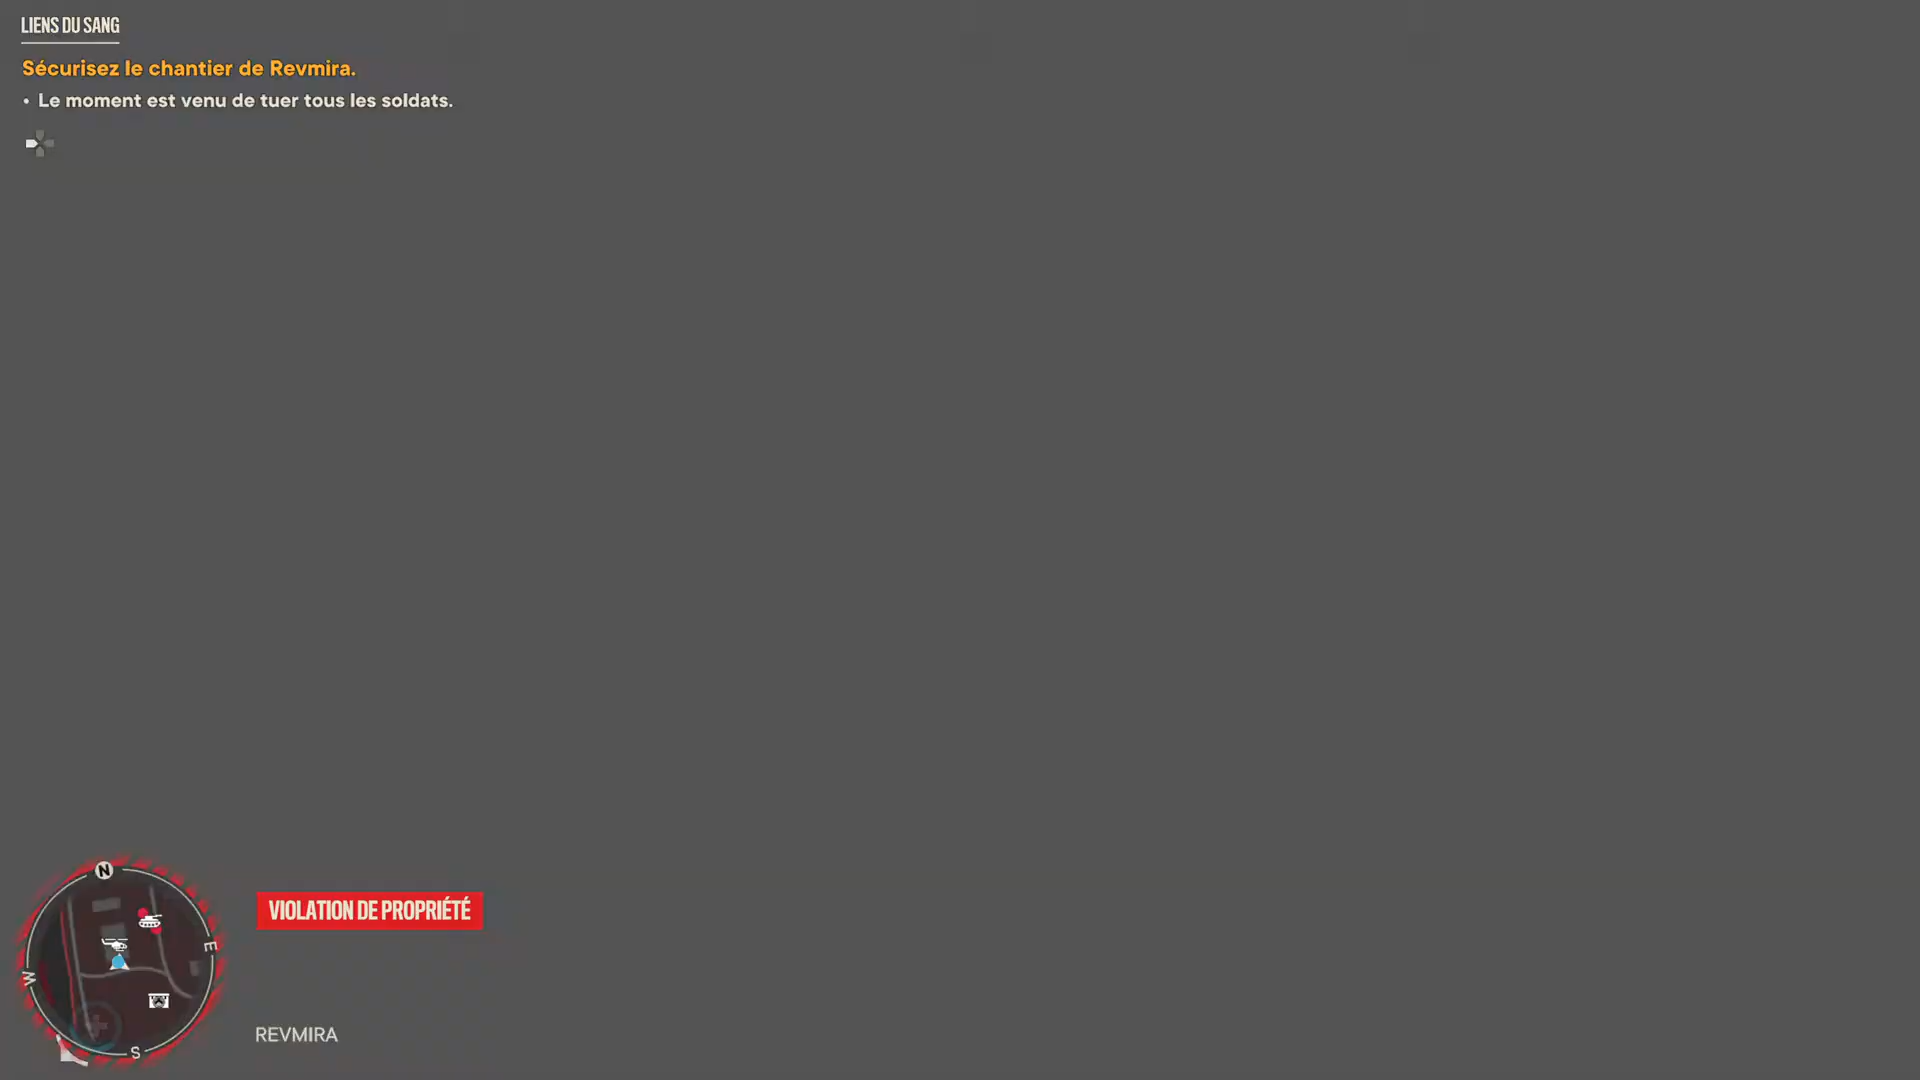 LIENS DU SANG
Sécurisez le chantier de Revmira.
• Le moment est venu de tuer tous les soldats.
N
E
W
S
VIOLATION DE PROPRIÉTÉ
REVMIRA